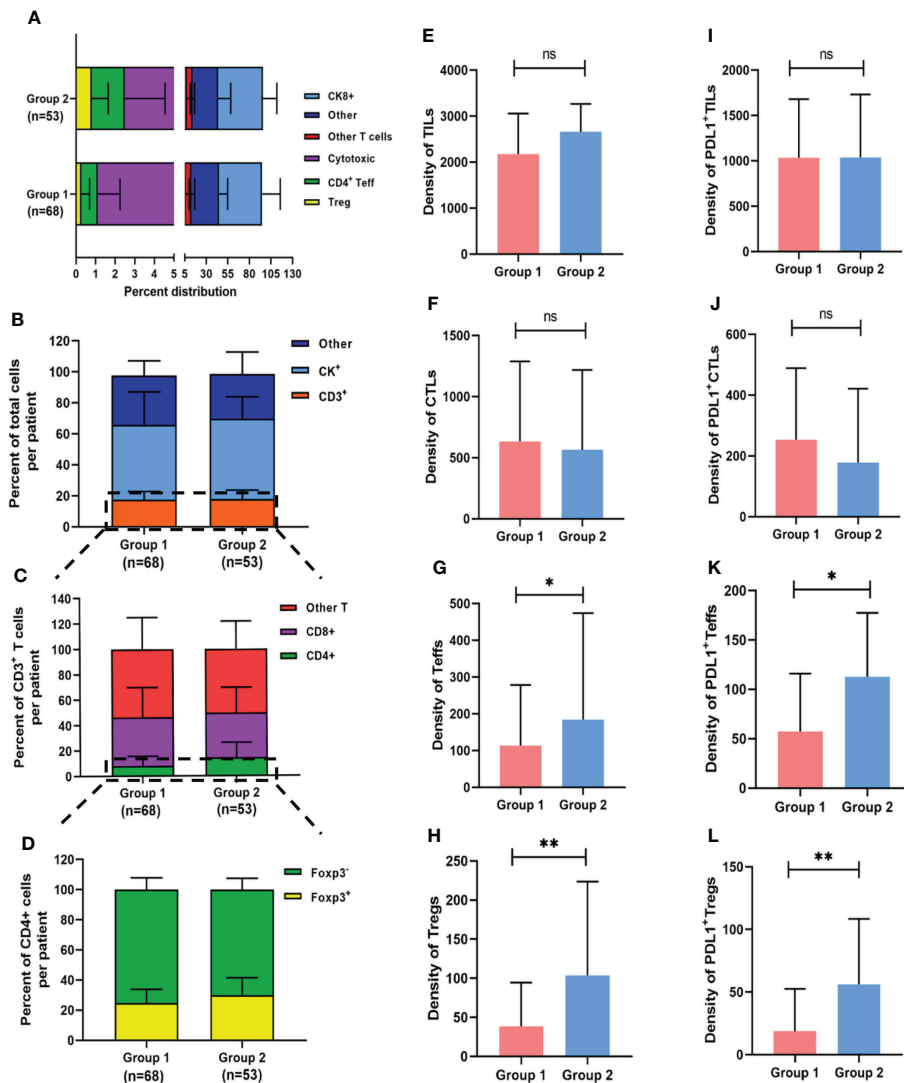 A
Group 2
(n=53)
Group 1
(n=68)
0 1 2 3 4 5 5 30 55 80 105 130
Percent distribution
CK8+
Other
Other T cells
Cytotoxic
CD4+ Teff
Treg
B
Percent of total cells
per patient
120
100
80
60
40
20
0
Group 1
(n=68)
Group 2
(n=53)
Other
CK+
CD3+
C
Percent of CD3+ T cells
per patient
140
120
100
80
60
40
20
0
Group 1
(n=68)
Group 2
(n=53)
Other T
CD8+
CD4+
D
Percent of CD4+ cells
per patient
120
100
80
60
40
20
0
Group 1
(n=68)
Group 2
(n=53)
Foxp3-
Foxp3+
E
ns
Density of TILs
4000
3000
2000
1000
0
Group 1 Group 2
F
ns
Density of CTLs
1500
1000
500
0
Group 1 Group 2
G
*
Density of Teffs
500
400
300
200
100
0
Group 1 Group 2
H
**
Density of Tregs
250
200
150
100
50
0
Group 1 Group 2
I
ns
Density of PDL1+TILs
2000
1500
1000
500
0
Group 1 Group 2
J
ns
Density of PDL1+CTLs
600
400
200
0
Group 1 Group 2
K
*
Density of PDL1+Teffs
200
150
100
50
0
Group 1 Group 2
L
**
Density of PDL1+Tregs
150
100
50
0
Group 1 Group 2